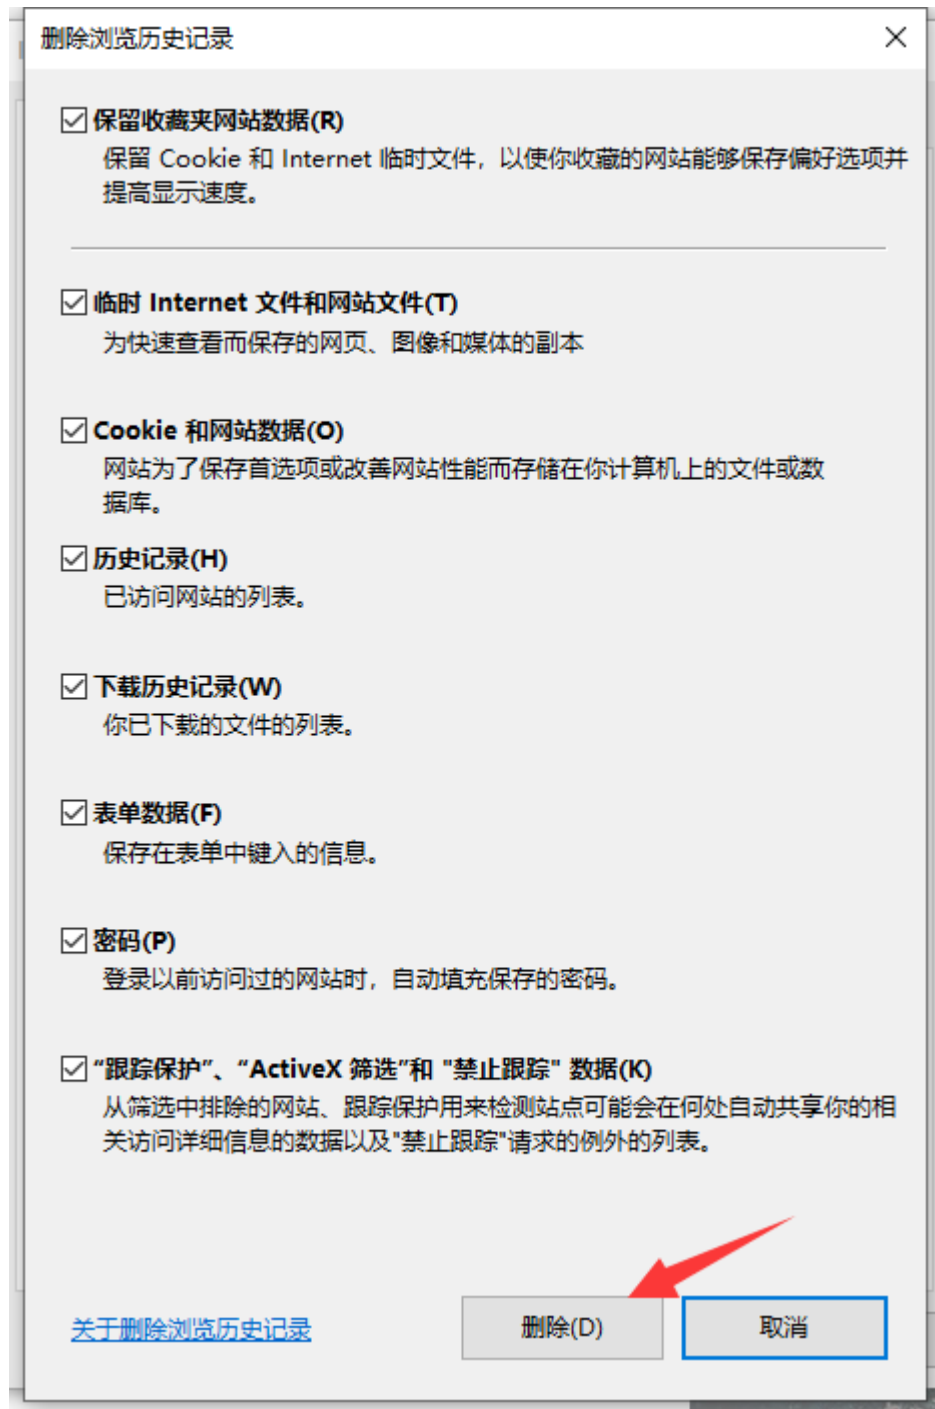 删除浏览历史记录
保留收藏夹网站数据(R)
保留 Cookie 和 Internet 临时文件，以使你收藏的网站能够保存偏好选项并
提高显示速度。
临时 Internet 文件和网站文件(T)
为快速查看而保存的网页、图像和媒体的副本
Cookie 和网站数据(O)
网站为了保存首选项或改善网站性能而存储在你计算机上的文件或数
据库。
历史记录(H)
已访问网站的列表。
下载历史记录(W)
你已下载的文件的列表。
表单数据(F)
保存在表单中键入的信息。
密码(P)
登录以前访问过的网站时，自动填充保存的密码。
“跟踪保护”、“ActiveX 筛选”和 "禁止跟踪" 数据(K)
从筛选中排除的网站、跟踪保护用来检测站点可能会在何处自动共享你的相
关访问详细信息的数据以及"禁止跟踪"请求的例外的列表。
关于删除浏览历史记录
删除(D)
取消